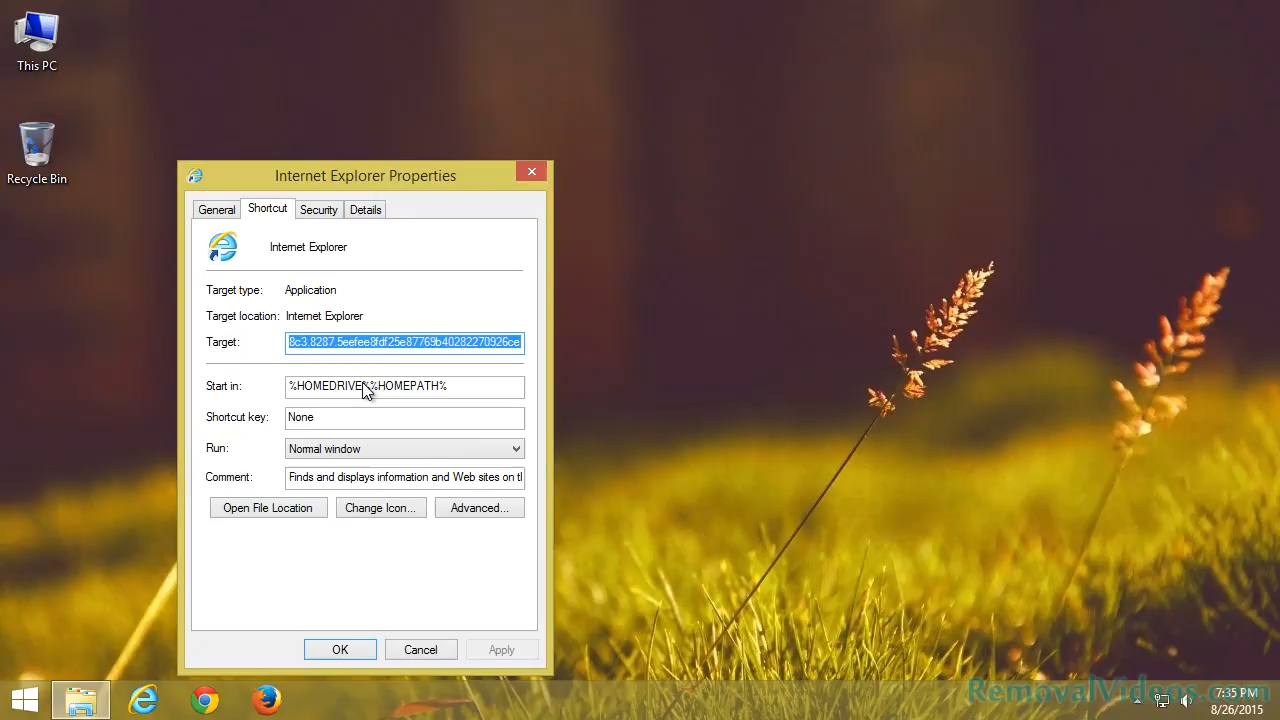 This PC
Recycle Bin
Internet Explorer Properties
General Shortcut Security Details
Internet Explorer
Target type: Application
Target location: Internet Explorer
Target: 8c3.8287.5eefee8fdf25e87769b40282270926ce
Start in: %HOMEDRIVE%%HOMEPATH%
Shortcut key: None
Run: Normal window
Comment: Finds and displays information and Web sites on tl
Open File Location Change Icon... Advanced...
OK Cancel Apply
RemovalVideos.com
7:35 PM
8/26/2015